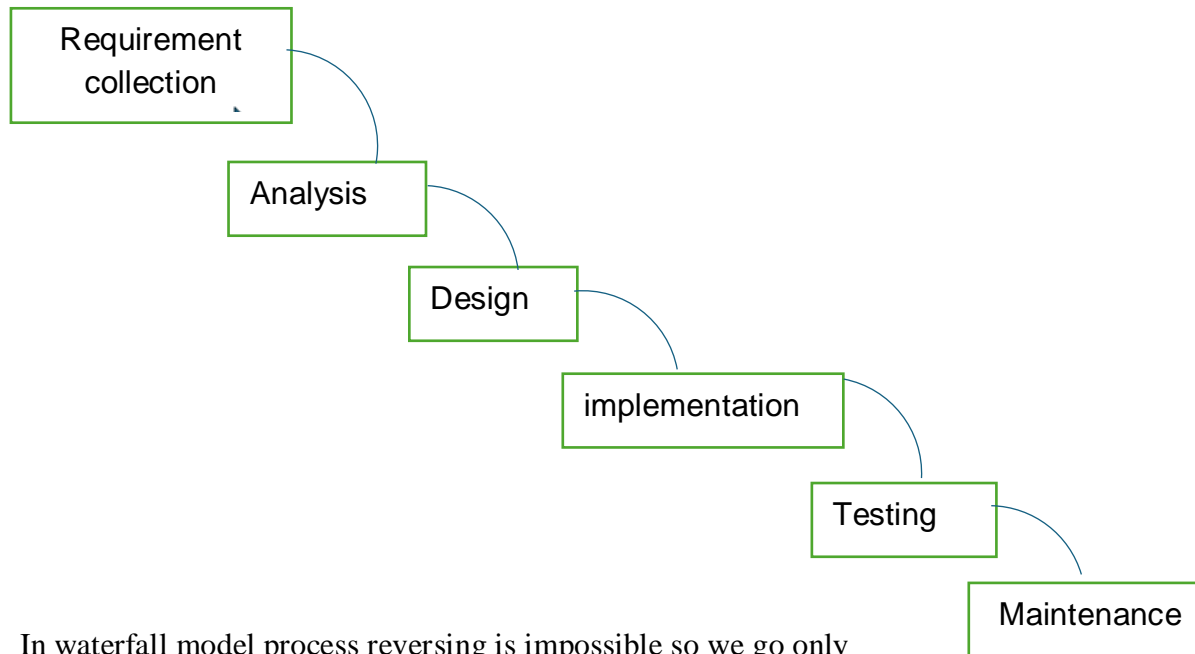 Requirement
collection
Analysis
Design
implementation
Testing
Maintenance
In waterfall model process reversing is impossible so we go only